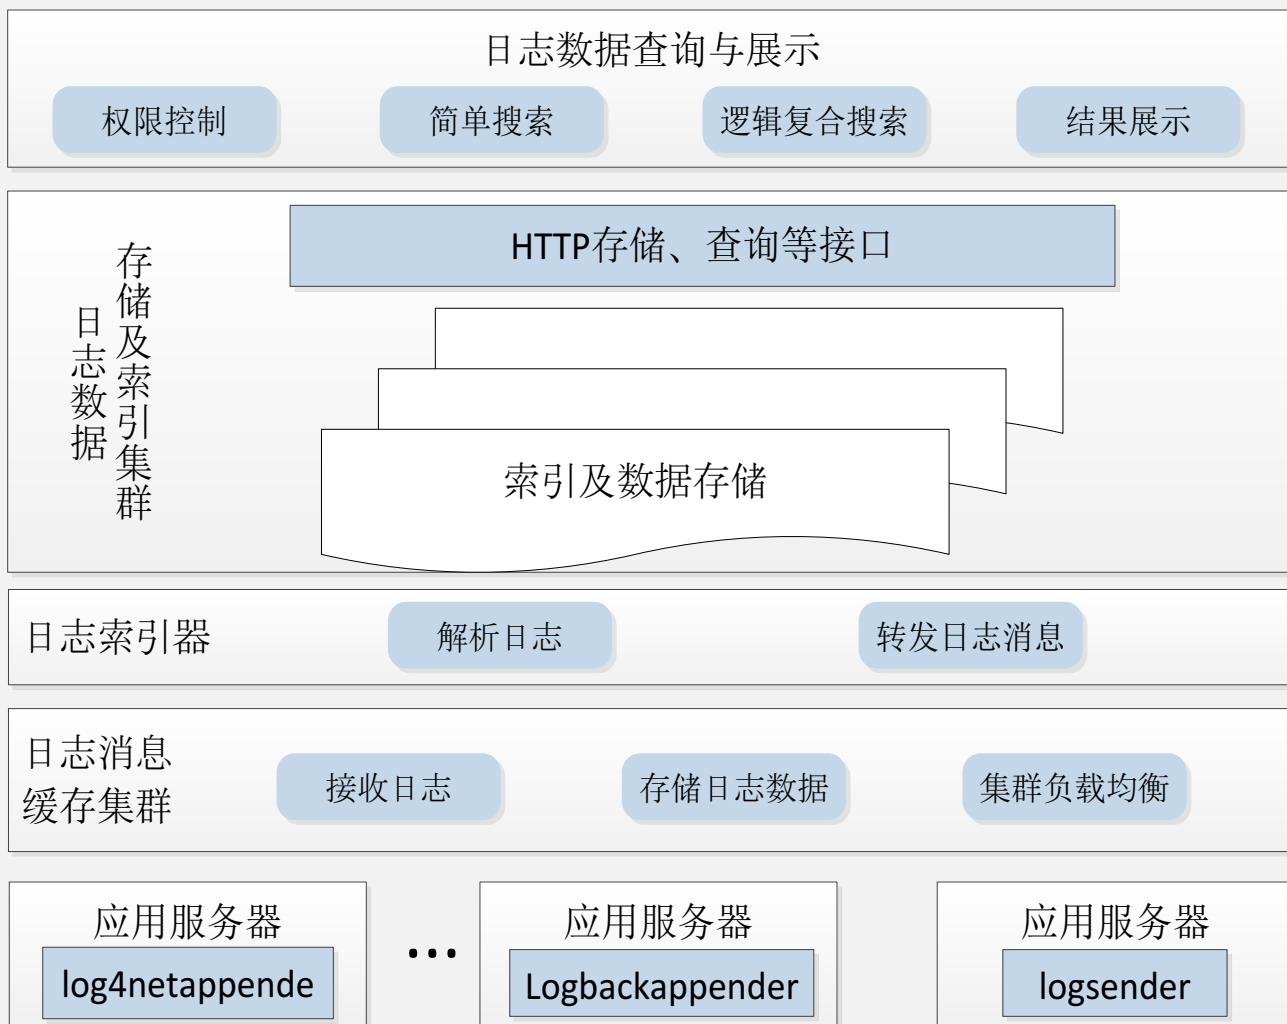 日志数据查询与展示
权限控制
简单搜索
逻辑复合搜索
结果展示
日志数据
存储及索引集群
HTTP存储、查询等接口
索引及数据存储
日志索引器
解析日志
转发日志消息
日志消息
缓存集群
接收日志
存储日志数据
集群负载均衡
应用服务器
log4netappende
...
应用服务器
Logbackappender
应用服务器
logsender